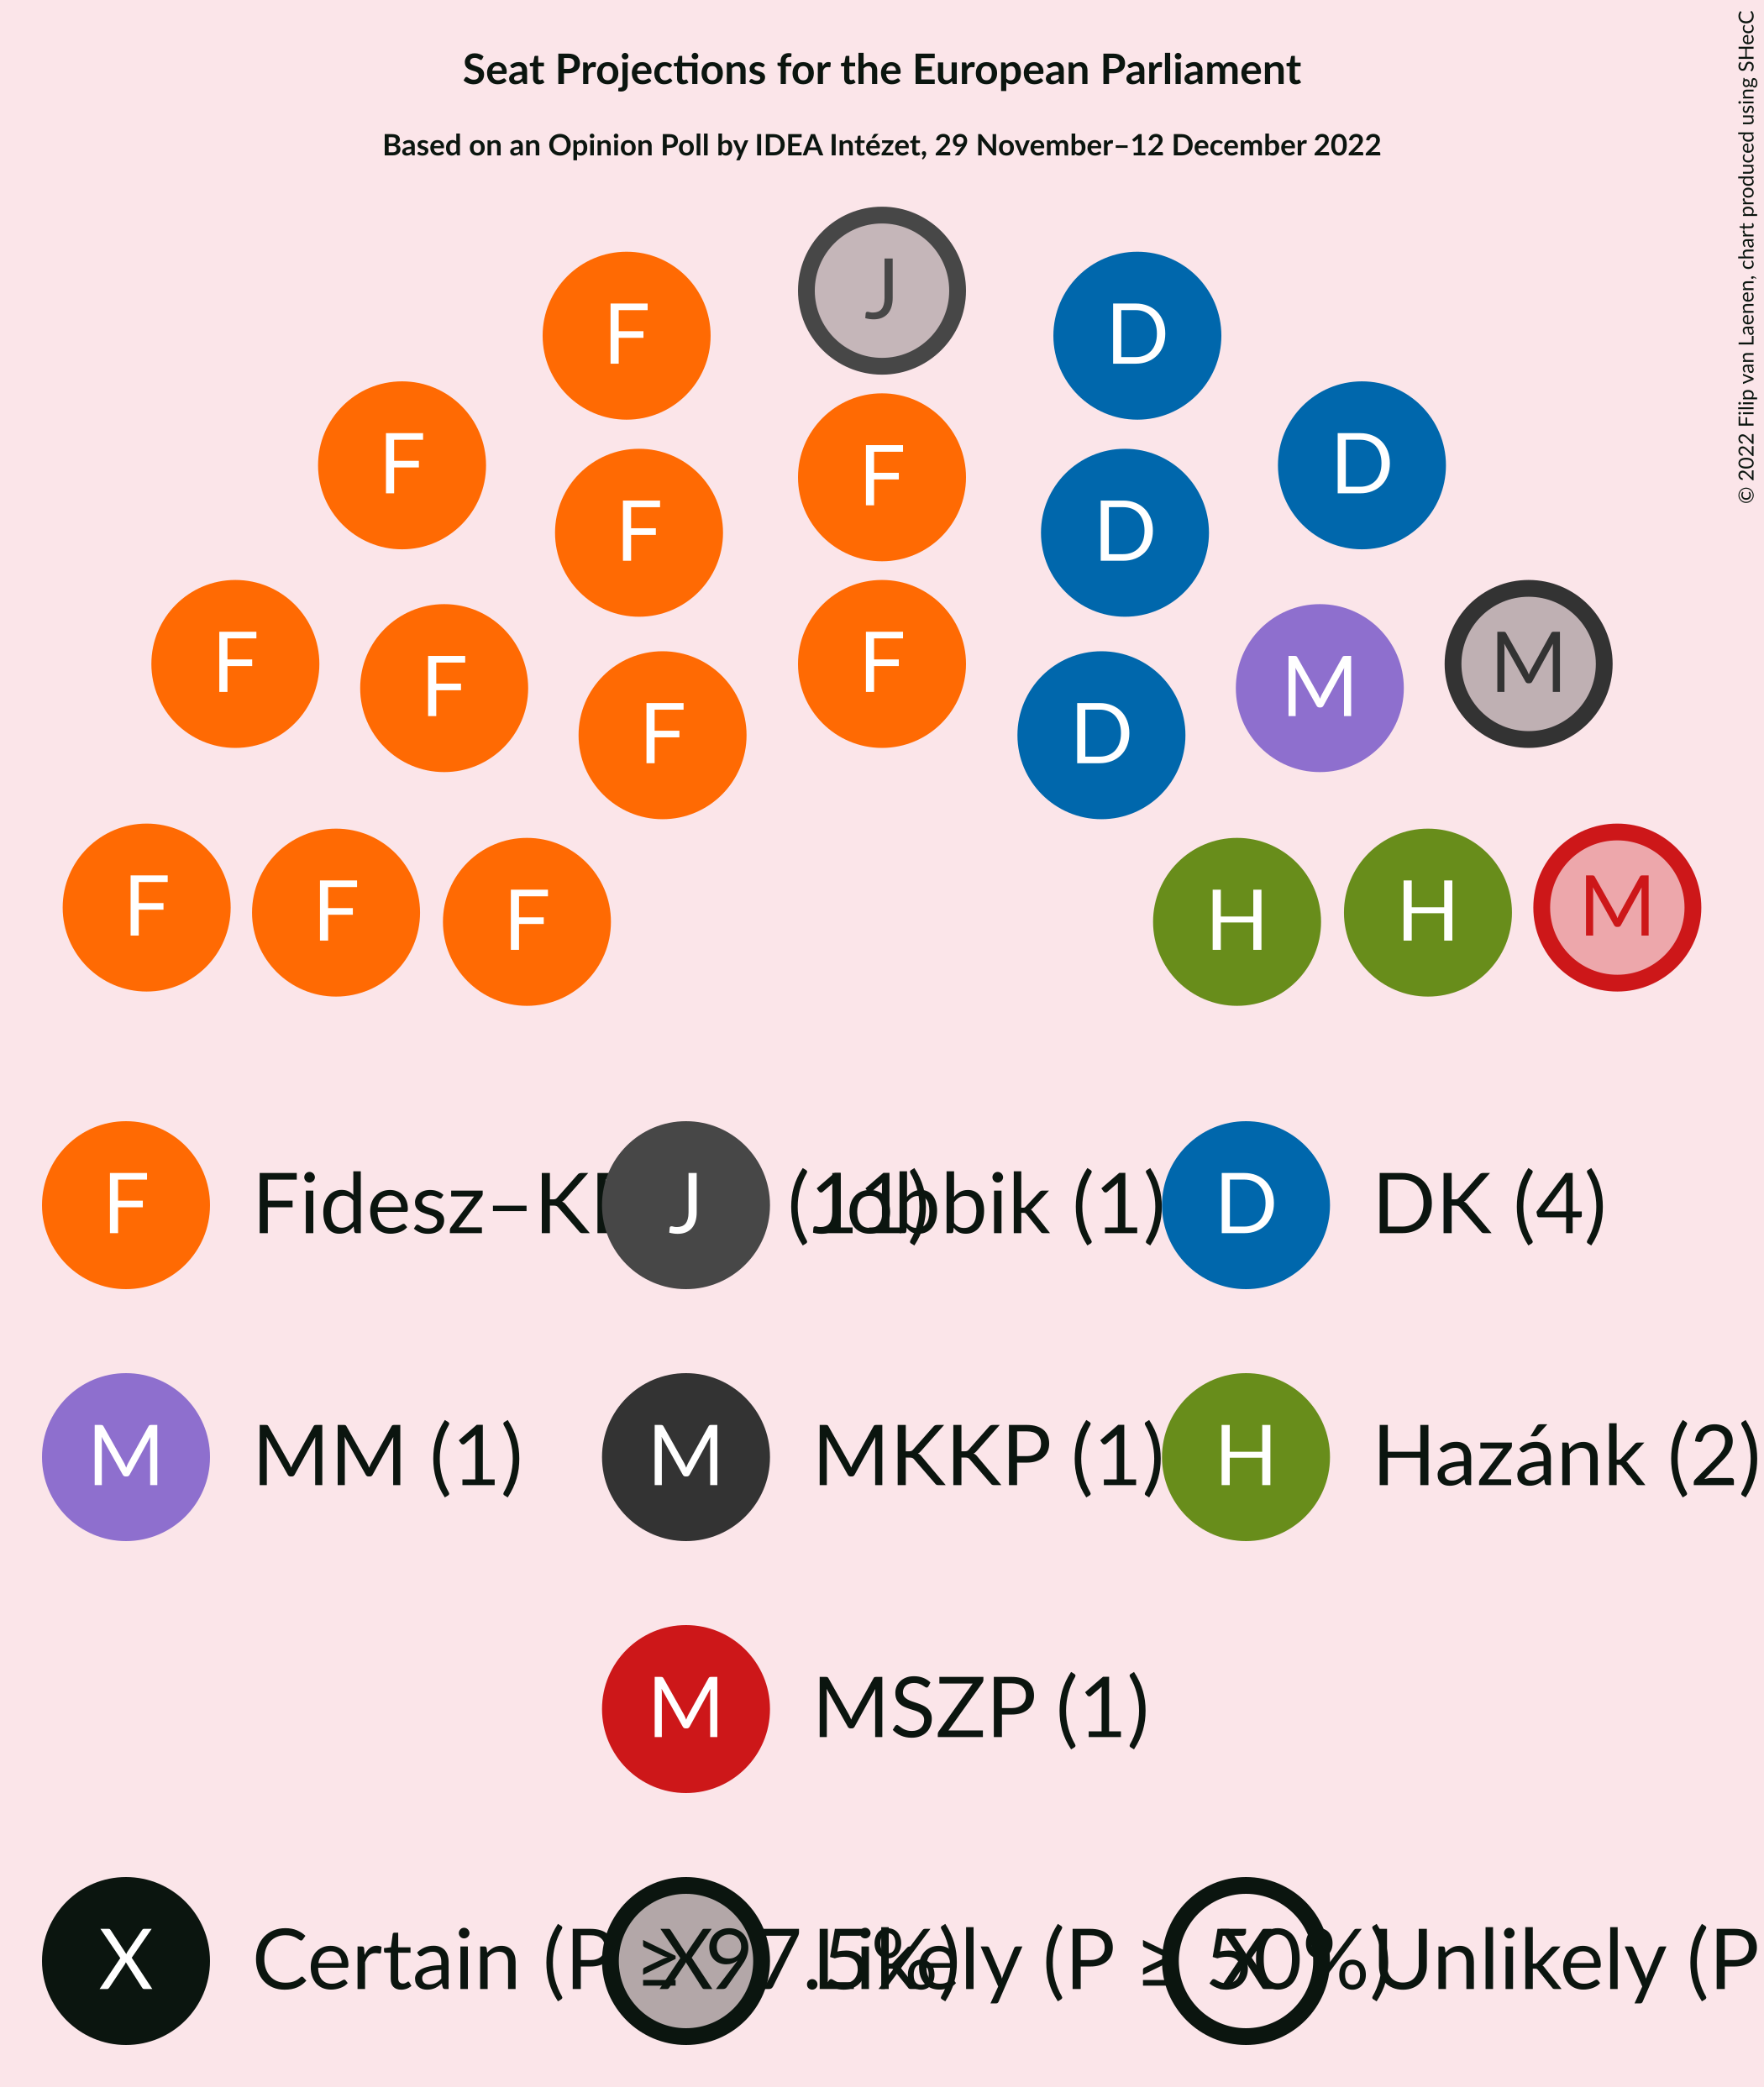 Seat Projections for the European Parliament
Based on an Opinion Poll by IDEA Intézet, 29 November–12 December 2022
© 2022 Filip van Laenen, chart produced using SHecC
J
F D
F D
F
F D
F M
F M
F F
F D
F M
F H
F H
F Fidesz–K (11) J Jobbik (1) D DK (4)
M MM (1) M MKKP (1) H Hazánk (2)
M MSZP (1)
X Certain (P ≥ 97.5%) X Likely (P ≥ 50%) X Unlikely (P